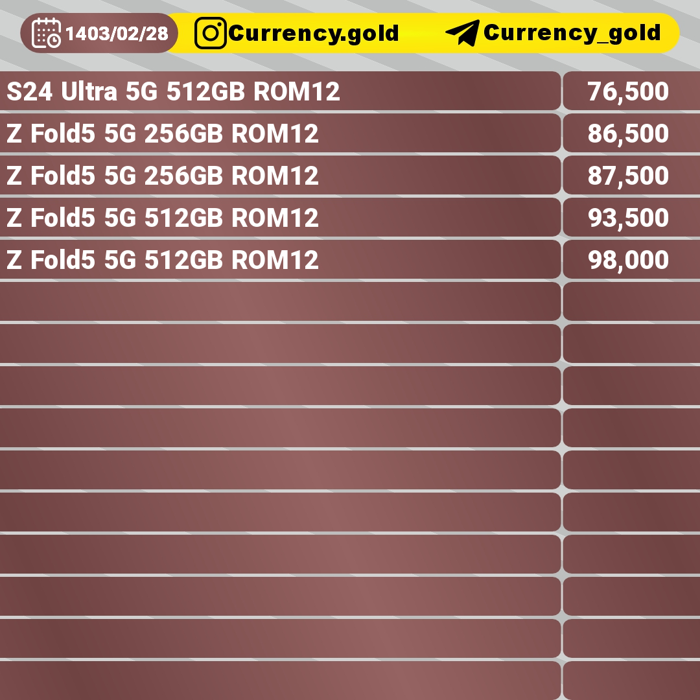 1403/02/28 Currency.gold Currency_gold
S24 Ultra 5G 512GB ROM12 76,500
Z Fold5 5G 256GB ROM12 86,500
Z Fold5 5G 256GB ROM12 87,500
Z Fold5 5G 512GB ROM12 93,500
Z Fold5 5G 512GB ROM12 98,000